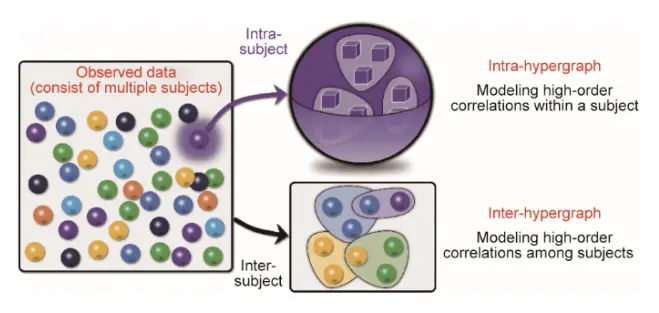 Observed data
(consist of multiple subjects)
Intra-
subject
Intra-hypergraph
Modeling high-order
correlations within a subject
Inter-
subject
Inter-hypergraph
Modeling high-order
correlations among subjects